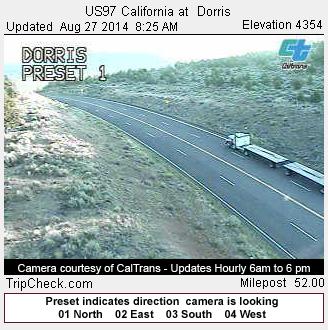 US97 California at Dorris
Updated Aug 27 2014 8:25 AM Elevation 4354
DORRIS
PRESET 1
Ct
Caltrans
Camera courtesy of CalTrans - Updates Hourly 6am to 6 pm
TripCheck.com Milepost 52.00
Preset indicates direction camera is looking
01 North 02 East 03 South 04 West